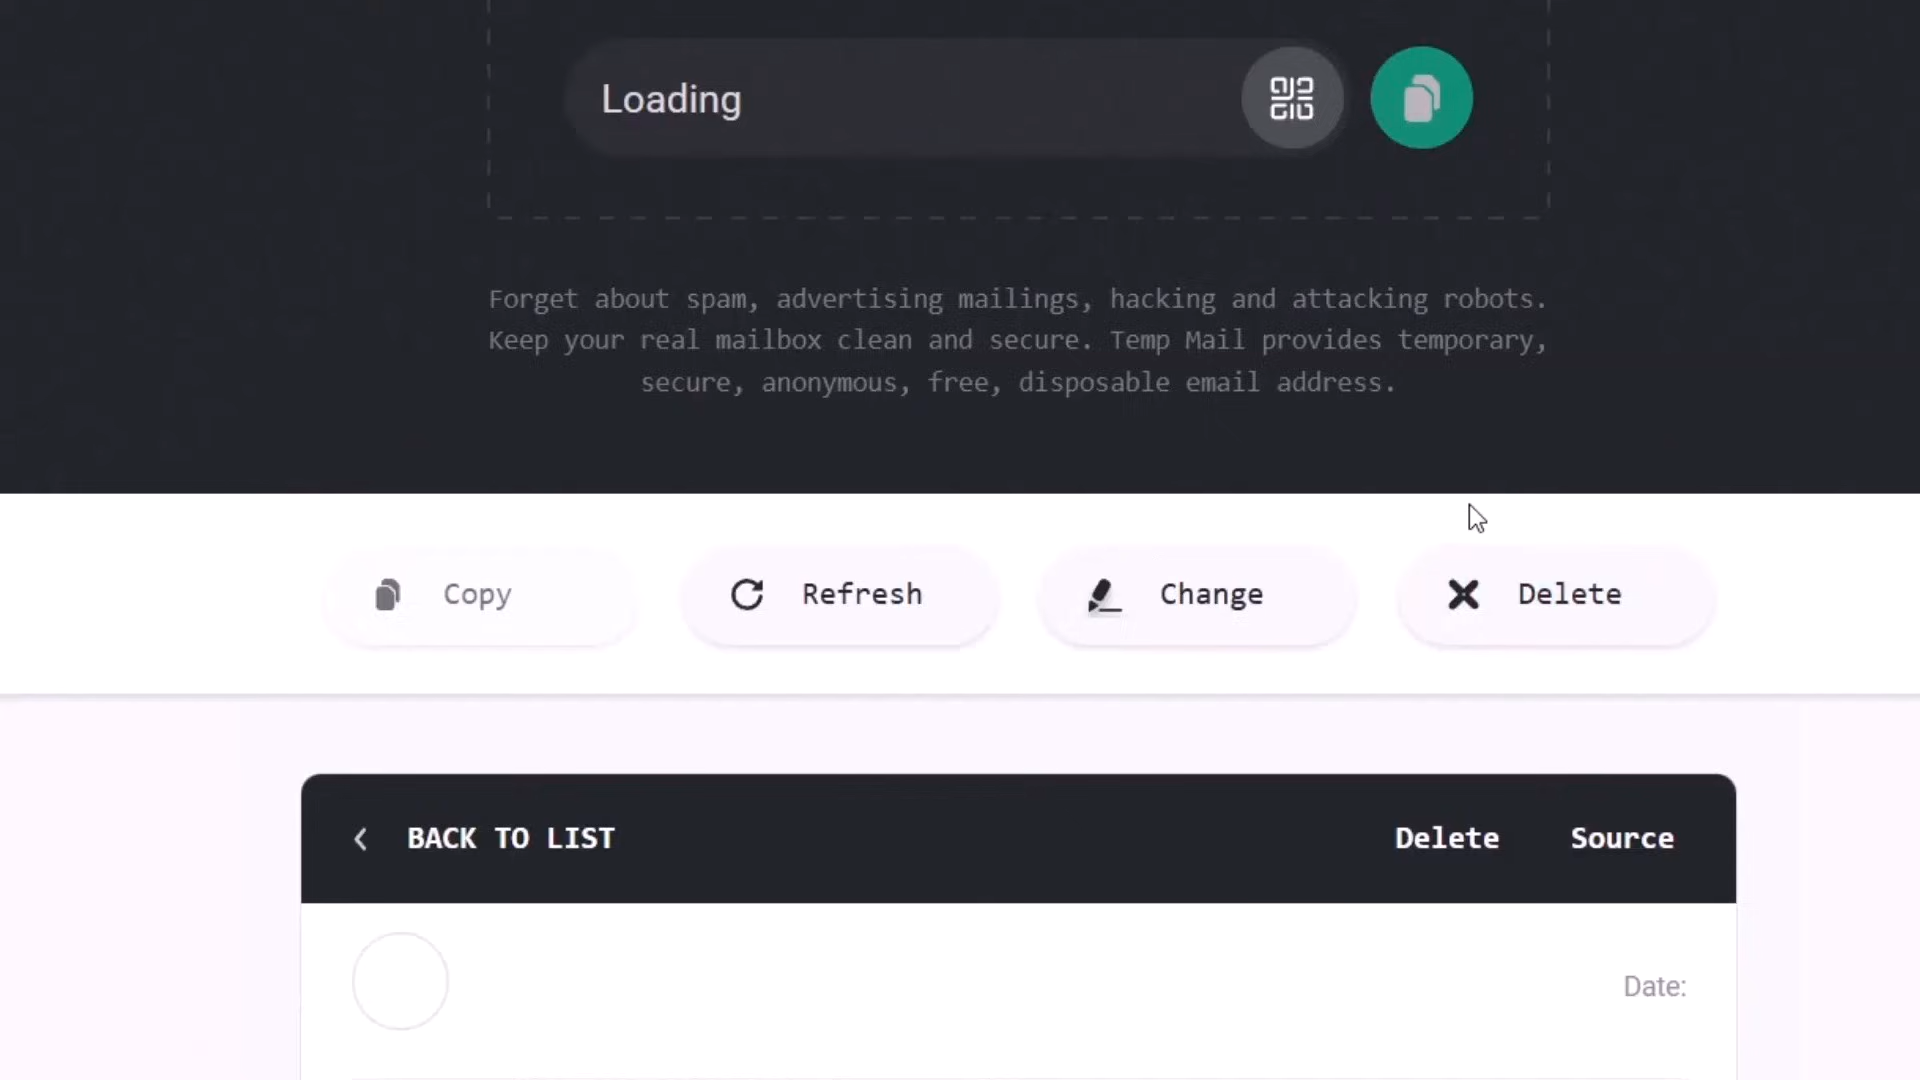 Loading
Forget about spam, advertising mailings, hacking and attacking robots.
Keep your real mailbox clean and secure. Temp Mail provides temporary,
secure, anonymous, free, disposable email address.
Copy
Refresh
Change
Delete
BACK TO LIST
Delete
Source
Date: